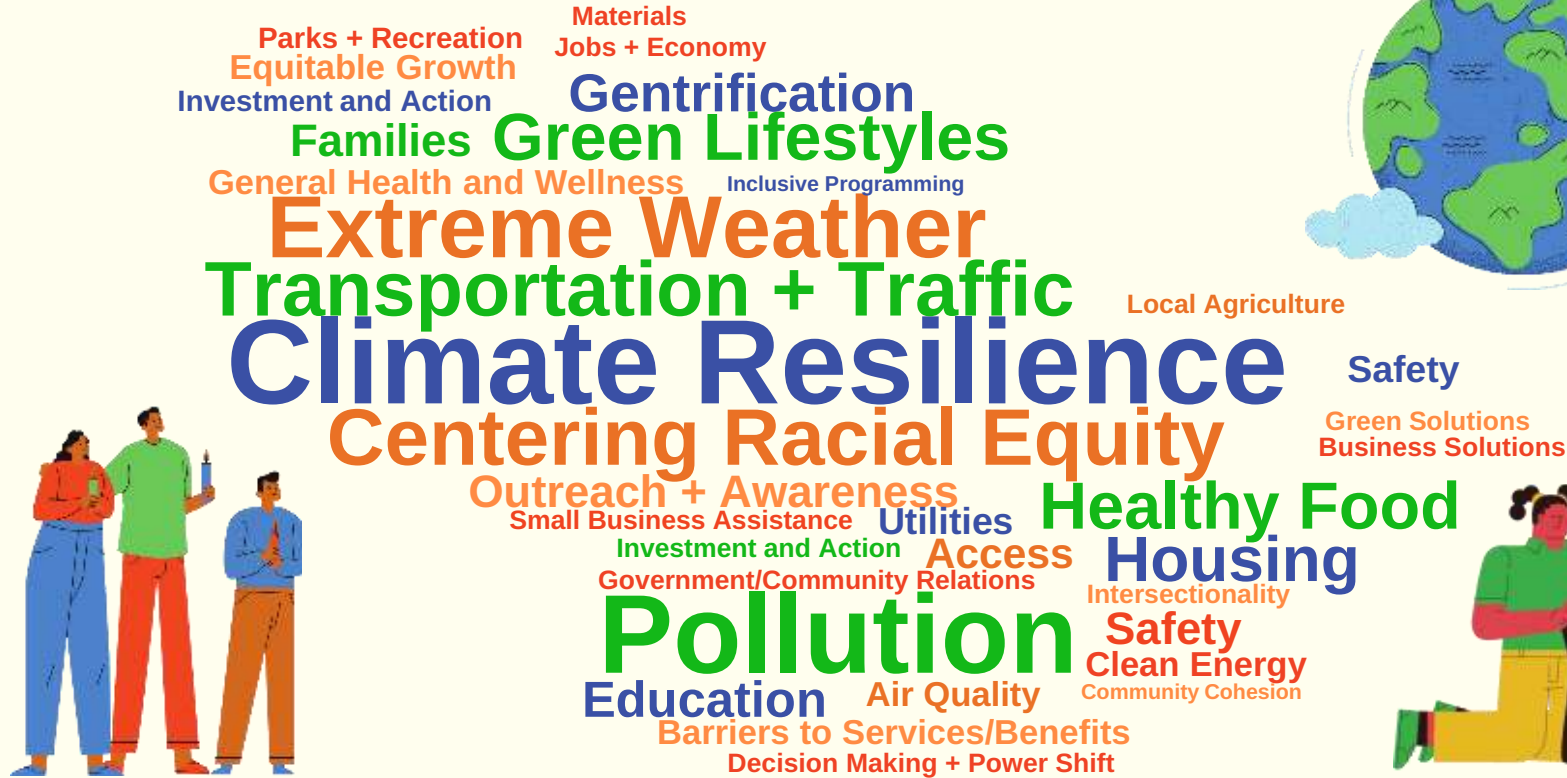 Materials
Parks + Recreation
Jobs + Economy
Equitable Growth
Investment and Action
Gentrification
Families
Green Lifestyles
General Health and Wellness
Inclusive Programming
Extreme Weather
Transportation + Traffic
Local Agriculture
Climate Resilience
Safety
Centering Racial Equity
Green Solutions
Business Solutions
Outreach + Awareness
Healthy Food
Small Business Assistance
Utilities
Investment and Action
Access
Housing
Government/Community Relations
Intersectionality
Pollution
Safety
Clean Energy
Education
Air Quality
Community Cohesion
Barriers to Services/Benefits
Decision Making + Power Shift